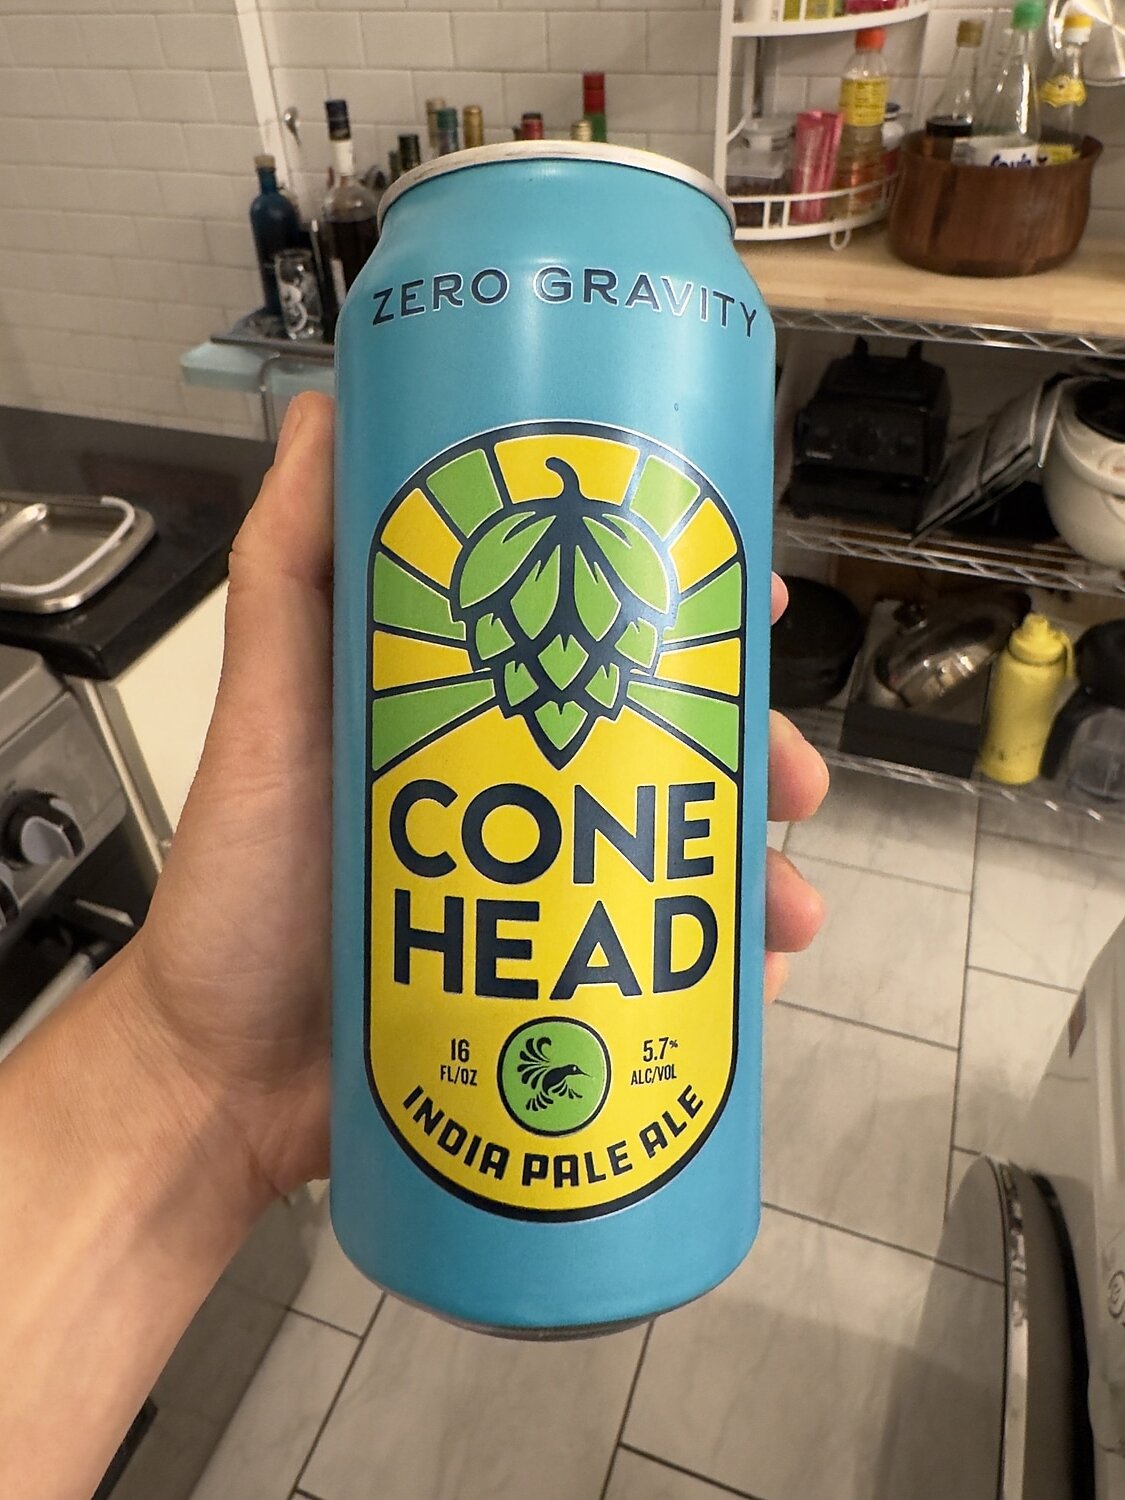 ZERO GRAVITY
CONE
HEAD
16
FL/OZ
5.7%
ALC/VOL
INDIA PALE ALE